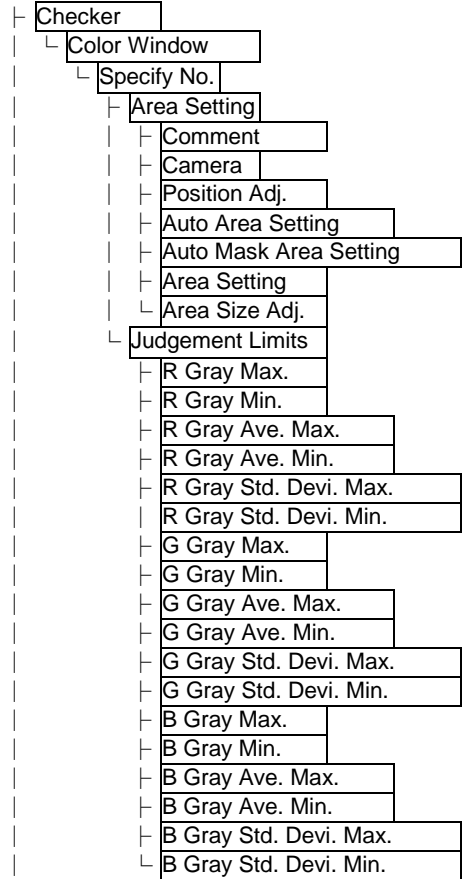 Checker
Color Window
Specify No.
Area Setting
Comment
Camera
Position Adj.
Auto Area Setting
Auto Mask Area Setting
Area Setting
Area Size Adj.
Judgement Limits
R Gray Max.
R Gray Min.
R Gray Ave. Max.
R Gray Ave. Min.
R Gray Std. Devi. Max.
R Gray Std. Devi. Min.
G Gray Max.
G Gray Min.
G Gray Ave. Max.
G Gray Ave. Min.
G Gray Std. Devi. Max.
G Gray Std. Devi. Min.
B Gray Max.
B Gray Min.
B Gray Ave. Max.
B Gray Ave. Min.
B Gray Std. Devi. Max.
B Gray Std. Devi. Min.